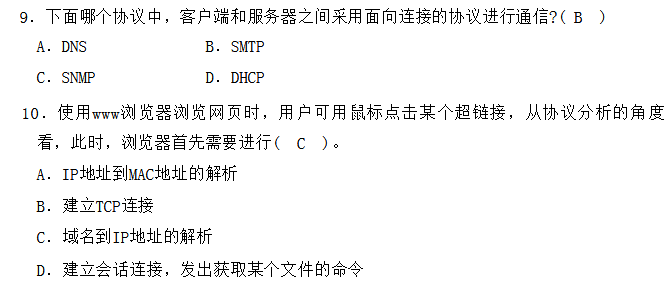 9．下面哪个协议中，客户端和服务器之间采用面向连接的协议进行通信?( B )
A．DNS B．SMTP
C．SNMP D．DHCP
10．使用www浏览器浏览网页时，用户可用鼠标点击某个超链接，从协议分析的角度
看，此时，浏览器首先需要进行( C )。
A．IP地址到MAC地址的解析
B．建立TCP连接
C．域名到IP地址的解析
D．建立会话连接，发出获取某个文件的命令